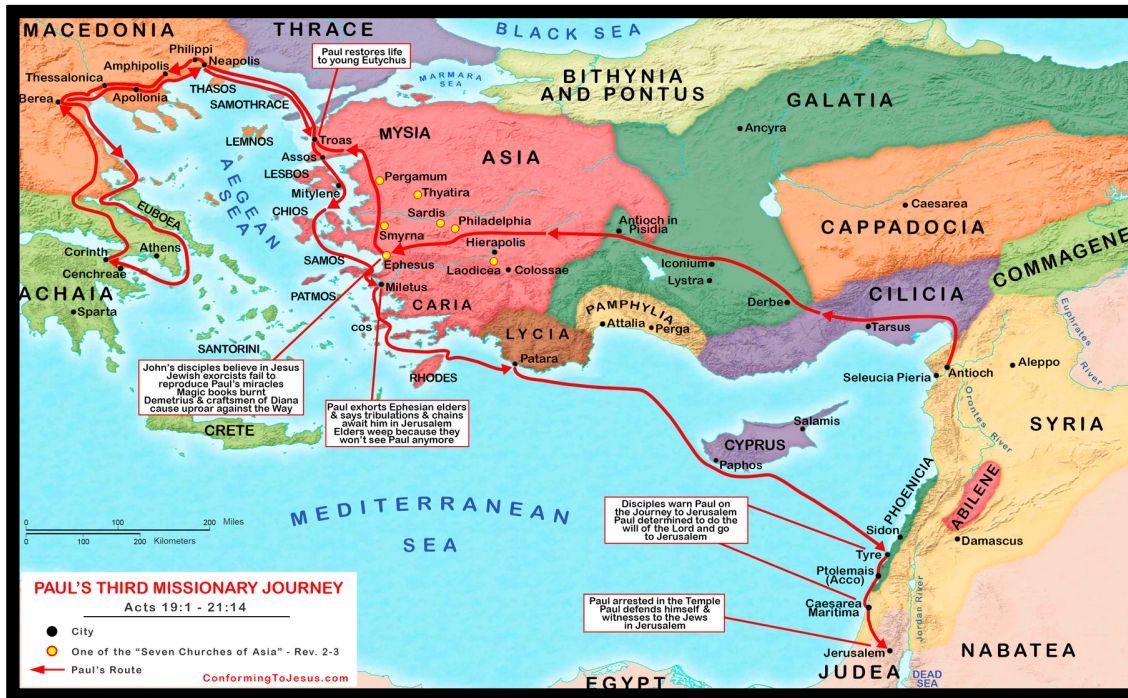 MACEDONIA
THRACE
BLACK SEA
Philippi
Neapolis
Amphipolis
Thessalonica
Apollonia
Berea
THASOS
SAMOTHRACE
Paul restores life
to young Eutychus
MARMARA
SEA
BITHYNIA
AND PONTUS
GALATIA
Ancyra
LEMNOS
Troas
MYSIA
ASIA
Assos
LESBOS
Mitylene
AEGEAN
SEA
Pergamum
Thyatira
Sardis
Philadelphia
CHIOS
Smyrna
Antioch in
Pisidia
Caesarea
CAPPADOCIA
COMMAGENE
EUBOEA
Corinth
Athens
Cenchreae
ACHAIA
Sparta
SAMOS
Ephesus
Hierapolis
Laodicea
Colossae
Iconium
Lystra
Derbe
CILICIA
Tarsus
Euphrates
River
PATMOS
Miletus
CARIA
PAMPHYLIA
Attalia
Perga
LYCIA
cos
SANTORINI
RHODES
Patara
Seleucia Pieria
Antioch
Aleppo
Orontes River
SYRIA
John's disciples believe in Jesus
Jewish exorcists fail to
reproduce Paul's miracles
Magic books burnt
Demetrius & craftsmen of Diana
cause uproar against the Way
Paul exhorts Ephesian elders
& says tribulations & chains
await him in Jerusalem
Elders weep because they
won't see Paul anymore
CRETE
CYPRUS
Salamis
Paphos
MEDITERRANEAN
SEA
PHOENICIA
ABILENE
Disciples warn Paul on
the Journey to Jerusalem
Paul determined to do the
will of the Lord and go
to Jerusalem
Sidon
Tyre
Damascus
Ptolemais
(Acco)
Caesarea
Maritima
Jordan River
Paul arrested in the Temple
Paul defends himself &
witnesses to the Jews
in Jerusalem
Jerusalem
JUDEA
NABATEA
DEAD
SEA
EGYPT
0 100 200 Miles
0 100 200 Kilometers
PAUL'S THIRD MISSIONARY JOURNEY
Acts 19:1 - 21:14
City
One of the "Seven Churches of Asia" - Rev. 2-3
Paul's Route
ConformingToJesus.com